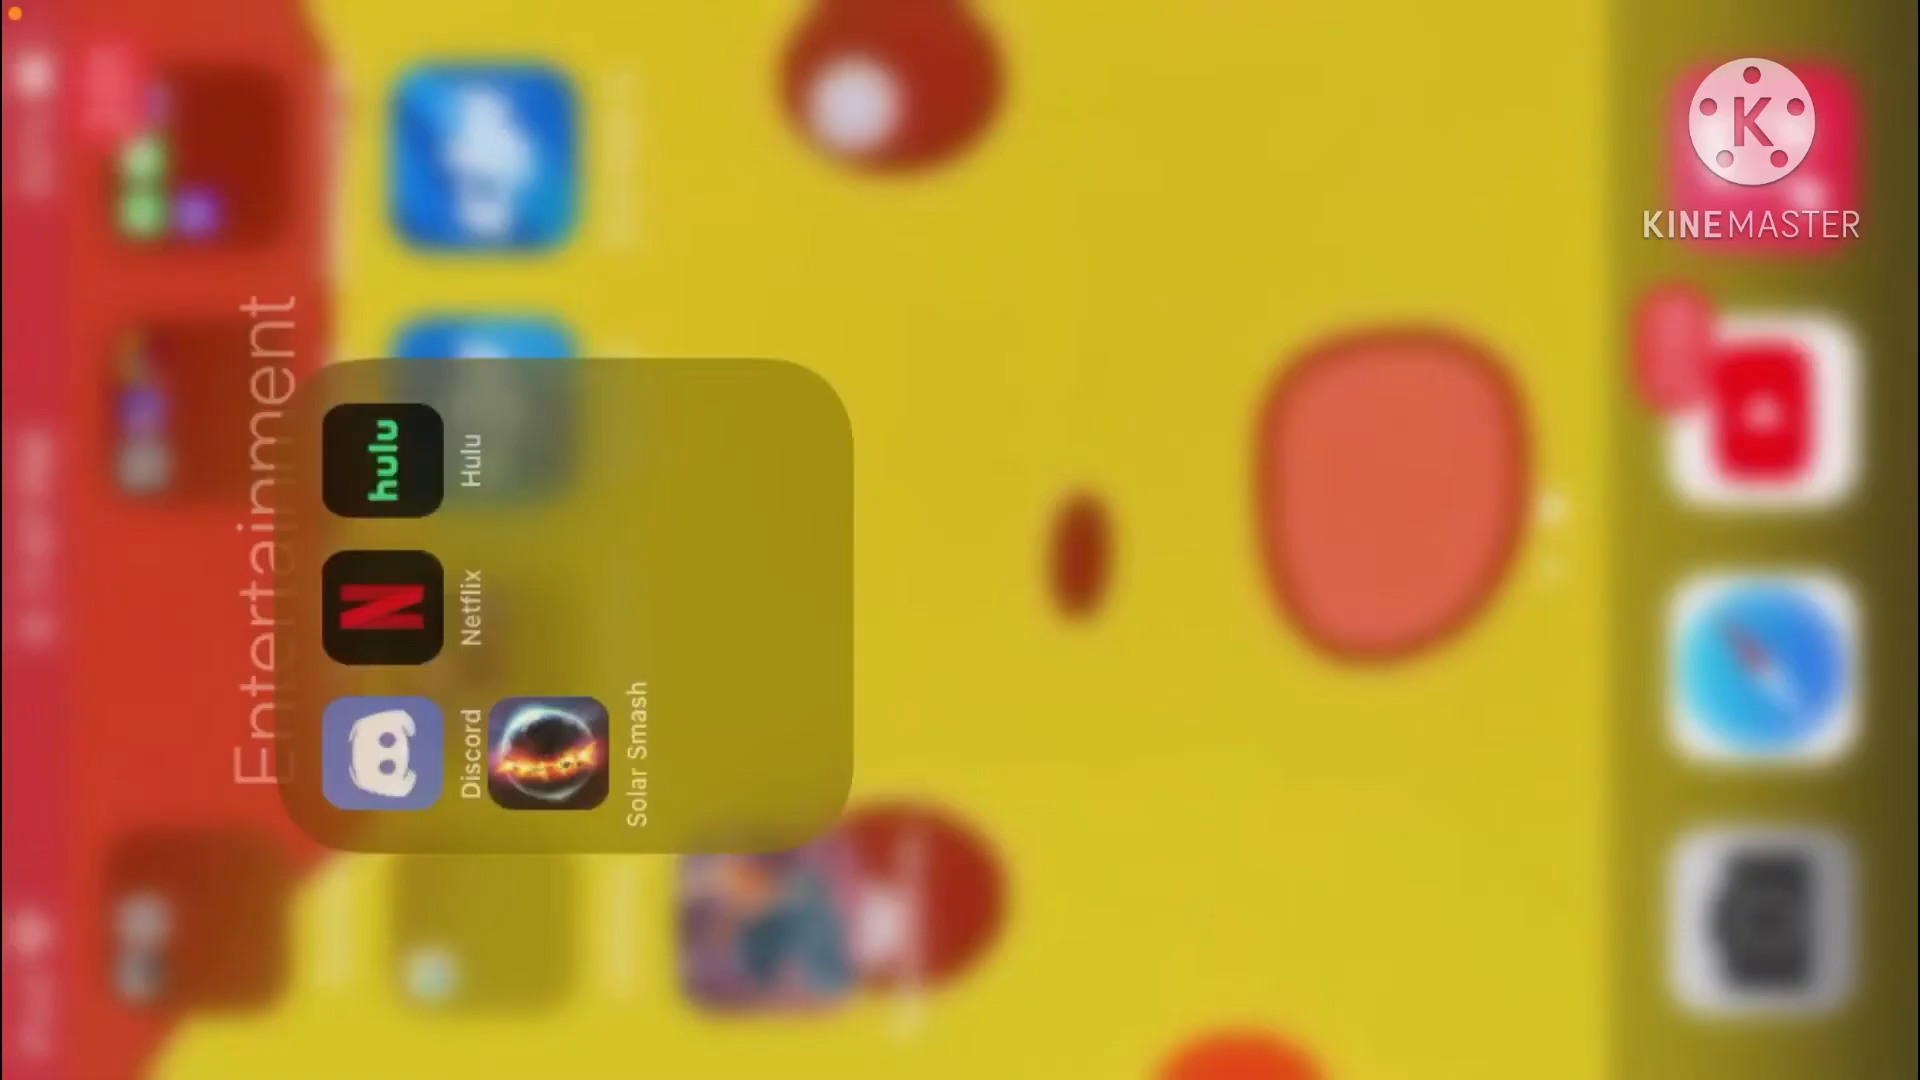 Entertainment
Discord
Netflix
Hulu
Solar Smash
hulu
N
K
KINEMASTER